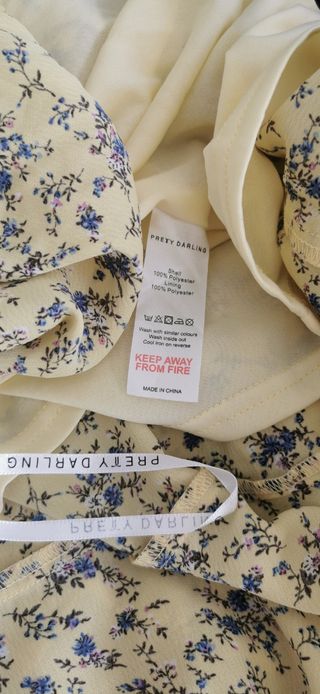 PRETTY DARLING
Shell
100% Polyester
Lining
100% Polyester
Wash with similar colours
Wash inside out
Cool iron on reverse
KEEP AWAY
FROM FIRE
MADE IN CHINA
PRETTY DARLING
PRETTY DARLING